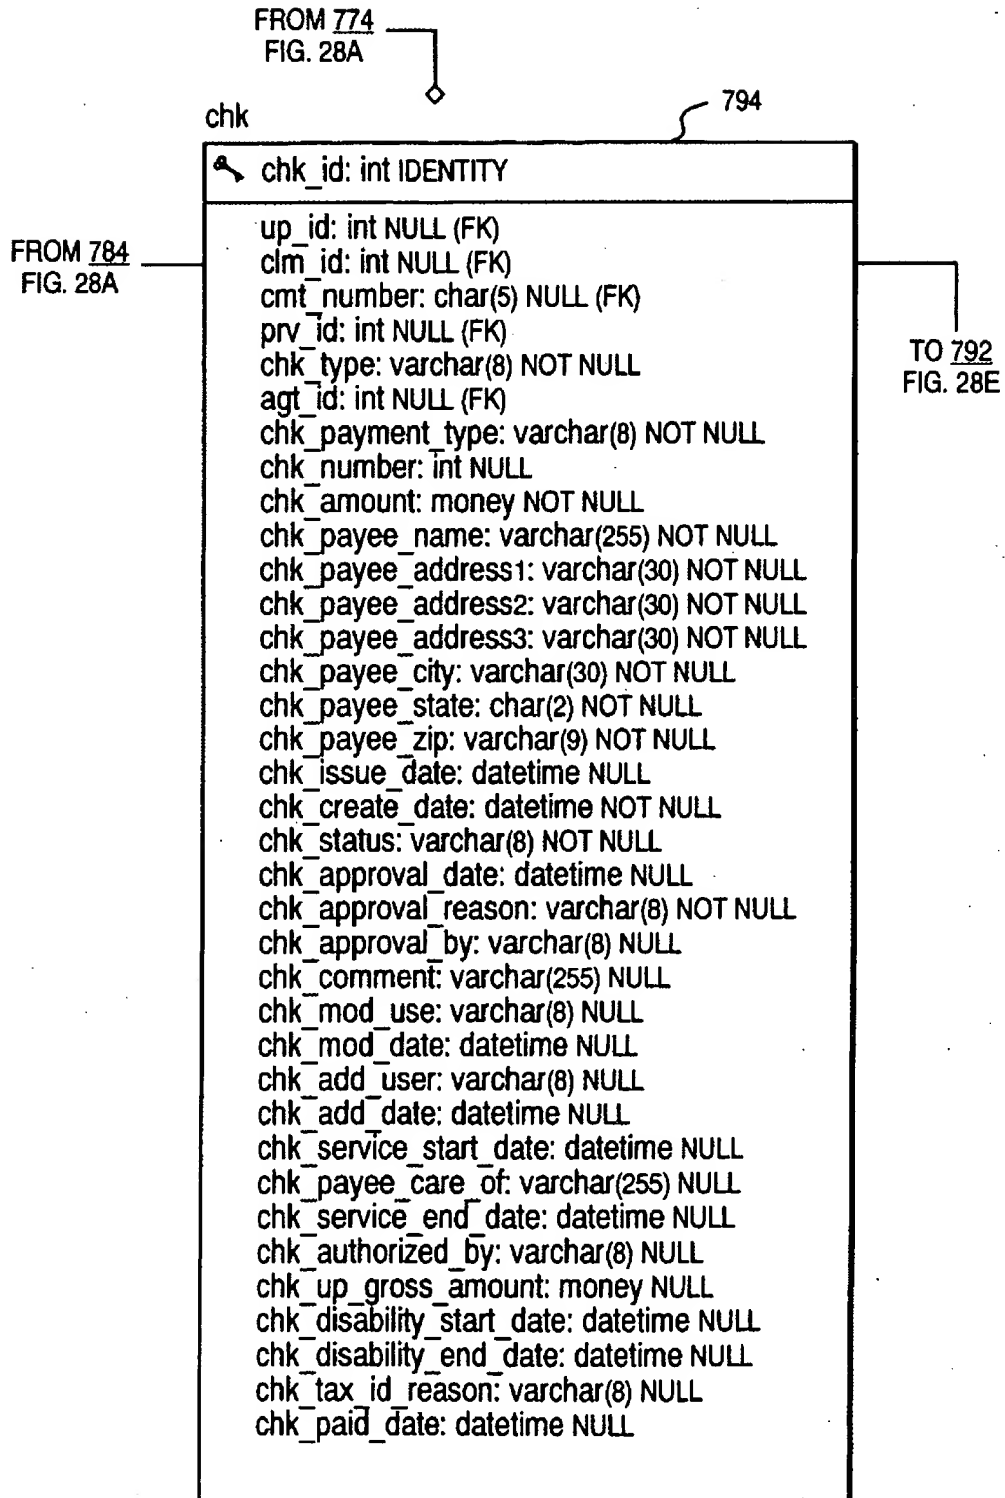 FROM 774
FIG. 28A
794
chk
chk_id: int IDENTITY
FROM 784
FIG. 28A
up_id: int NULL (FK)
clm_id: int NULL (FK)
cmt_number: char(5) NULL (FK)
prv_id: int NULL (FK)
chk_type: varchar(8) NOT NULL
agt_id: int NULL (FK)
chk_payment_type: varchar(8) NOT NULL
chk_number: int NULL
chk_amount: money NOT NULL
chk_payee_name: varchar(255) NOT NULL
chk_payee_address1: varchar(30) NOT NULL
chk_payee_address2: varchar(30) NOT NULL
chk_payee_address3: varchar(30) NOT NULL
chk_payee_city: varchar(30) NOT NULL
chk_payee_state: char(2) NOT NULL
chk_payee_zip: varchar(9) NOT NULL
chk_issue_date: datetime NULL
chk_create_date: datetime NOT NULL
chk_status: varchar(8) NOT NULL
chk_approval_date: datetime NULL
chk_approval_reason: varchar(8) NOT NULL
chk_approval_by: varchar(8) NULL
chk_comment: varchar(255) NULL
chk_mod_use: varchar(8) NULL
chk_mod_date: datetime NULL
chk_add_user: varchar(8) NULL
chk_add_date: datetime NULL
chk_service_start_date: datetime NULL
chk_payee_care_of: varchar(255) NULL
chk_service_end_date: datetime NULL
chk_authorized_by: varchar(8) NULL
chk_up_gross_amount: money NULL
chk_disability_start_date: datetime NULL
chk_disability_end_date: datetime NULL
chk_tax_id_reason: varchar(8) NULL
chk_paid_date: datetime NULL
TO 792
FIG. 28E